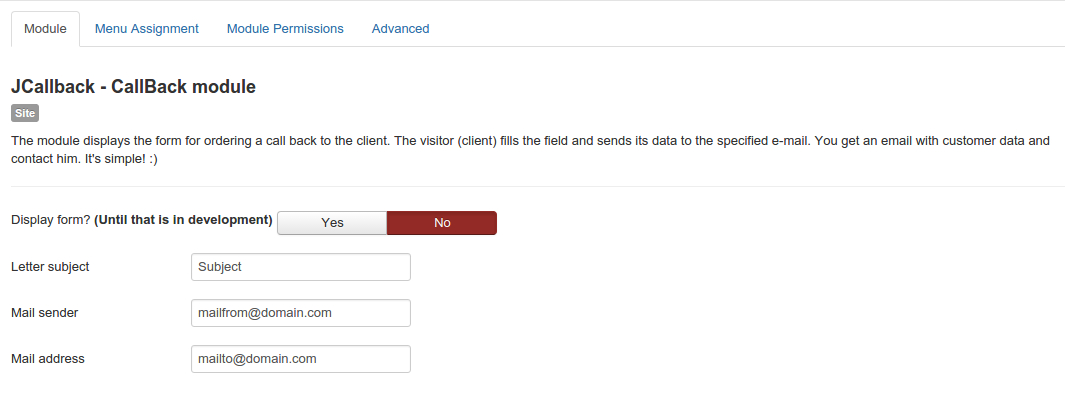 Module Menu Assignment Module Permissions Advanced
JCallback - CallBack module
Site
The module displays the form for ordering a call back to the client. The visitor (client) fills the field and sends its data to the specified e-mail. You get an email with customer data and
contact him. It's simple! :)
Display form? (Until that is in development) Yes No
Letter subject Subject
Mail sender mailfrom@domain.com
Mail address mailto@domain.com